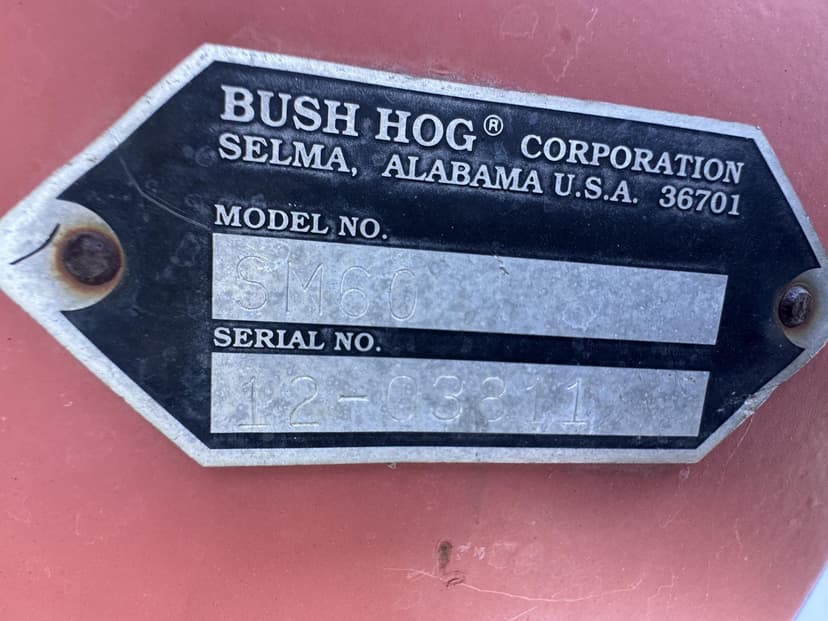 BUSH HOG® CORPORATION
SELMA, ALABAMA U.S.A. 36701
MODEL NO.
SM60
SERIAL NO.
12-03811